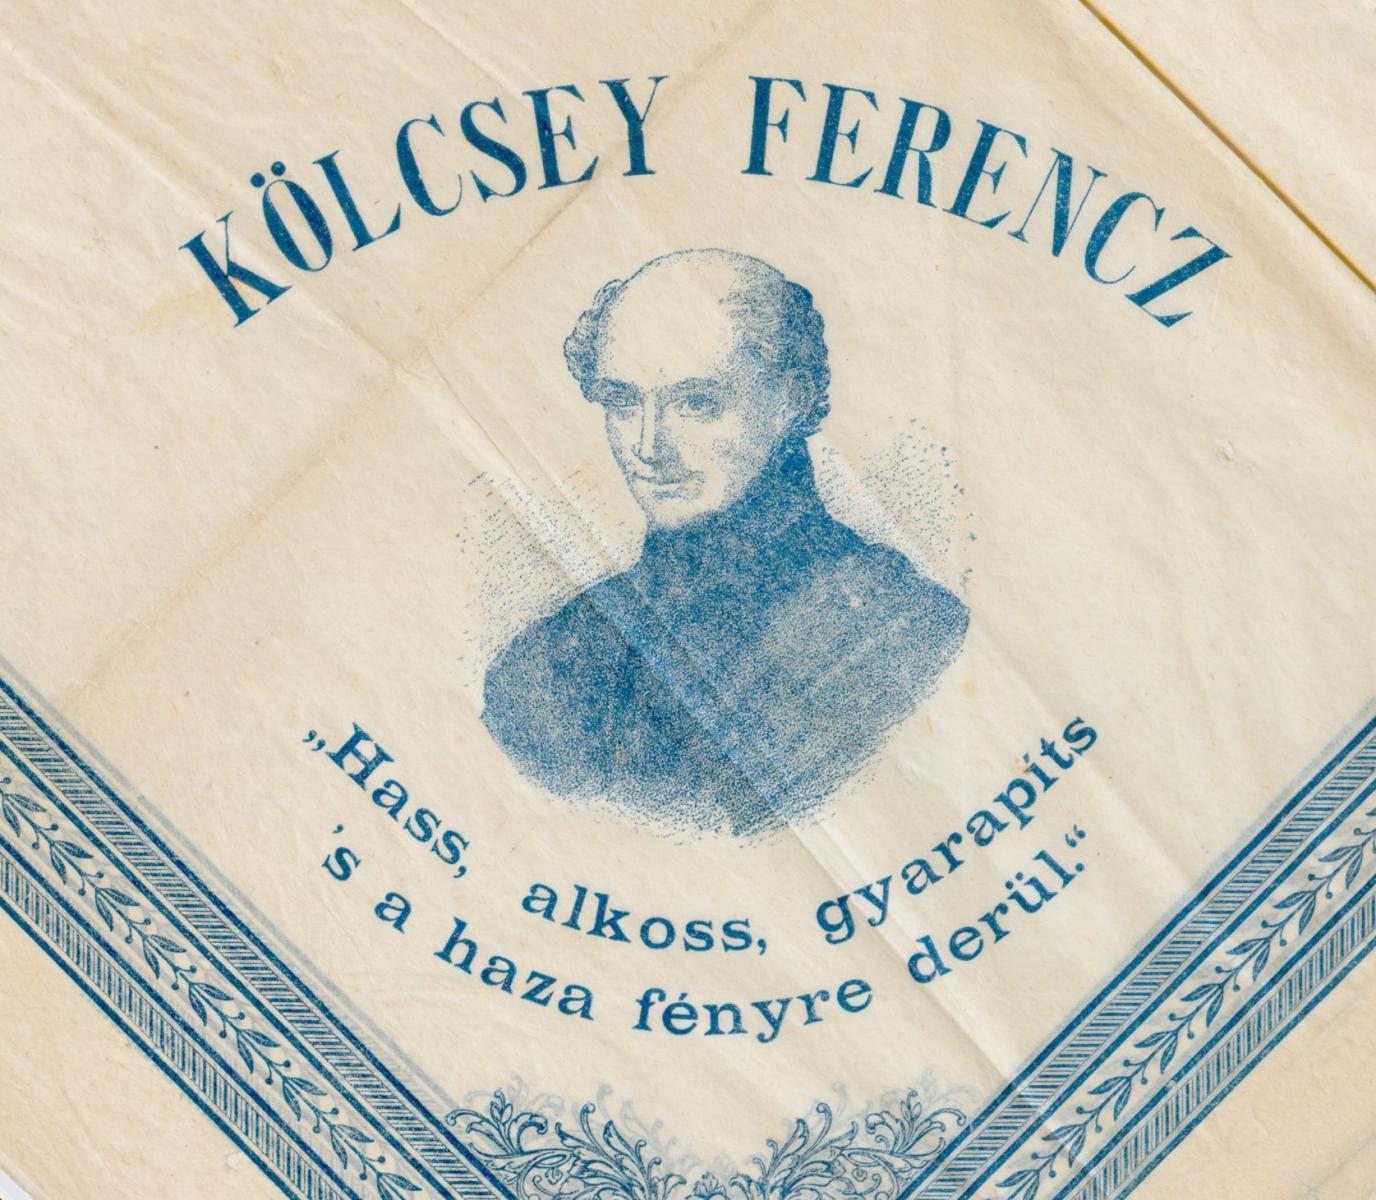 KÖLCSEY FERENCZ
„Hass, alkoss, gyarapíts
's a haza fényre derül.“